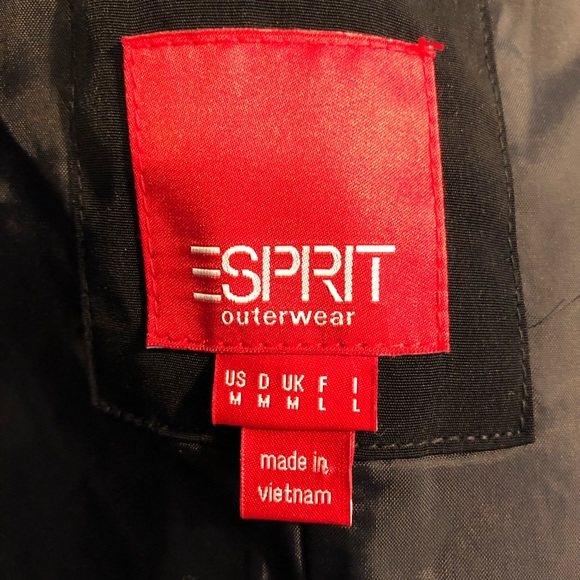 ESPRIT
outerwear
US D UK F I
M M M L L
made in
vietnam